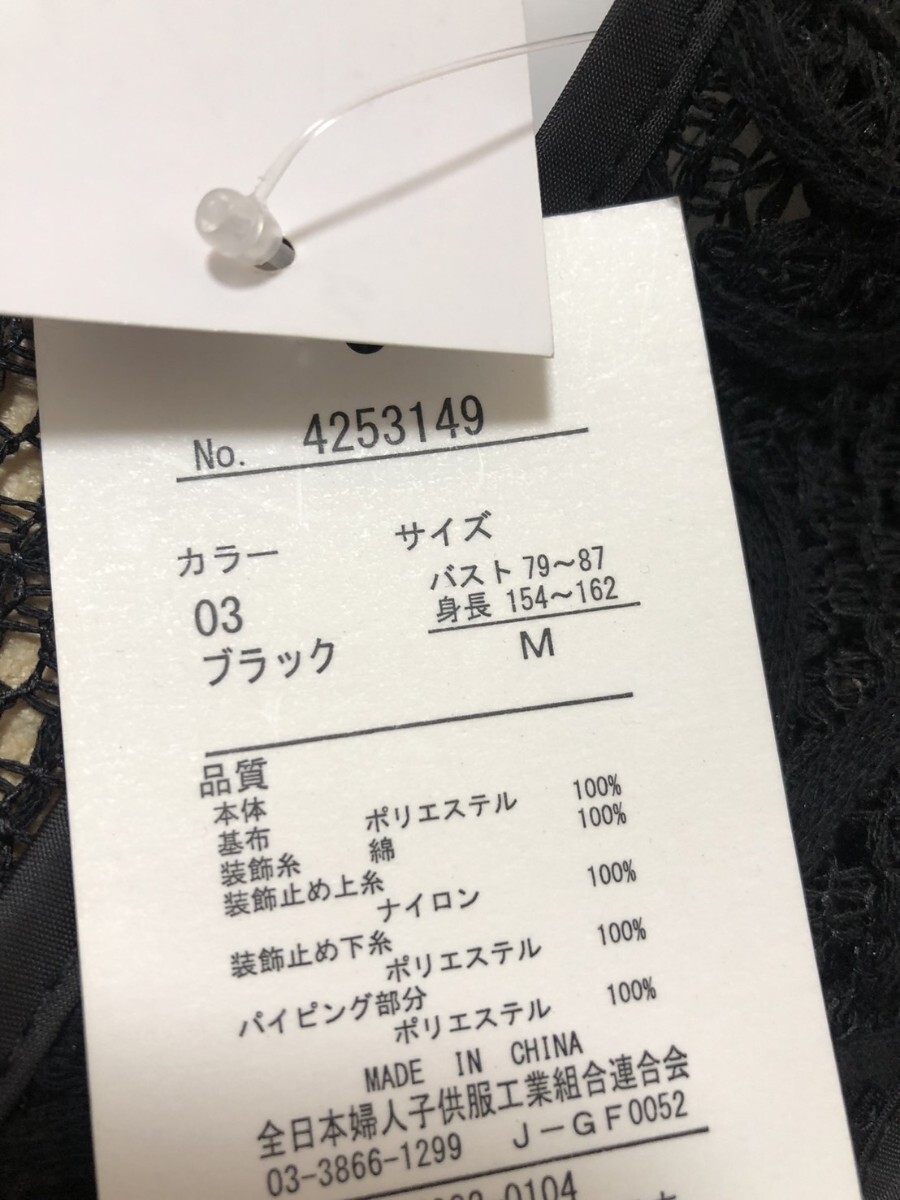 No. 4253149
カラー サイズ
バスト 79〜87
身長 154〜162
03
ブラック M
品質
本体
基布 ポリエステル 100%
装飾糸 綿 100%
装飾止め上糸
ナイロン 100%
装飾止め下糸
ポリエステル 100%
パイピング部分
ポリエステル 100%
MADE IN CHINA
全日本婦人子供服工業組合連合会
03-3866-1299 J−GF0052
0104